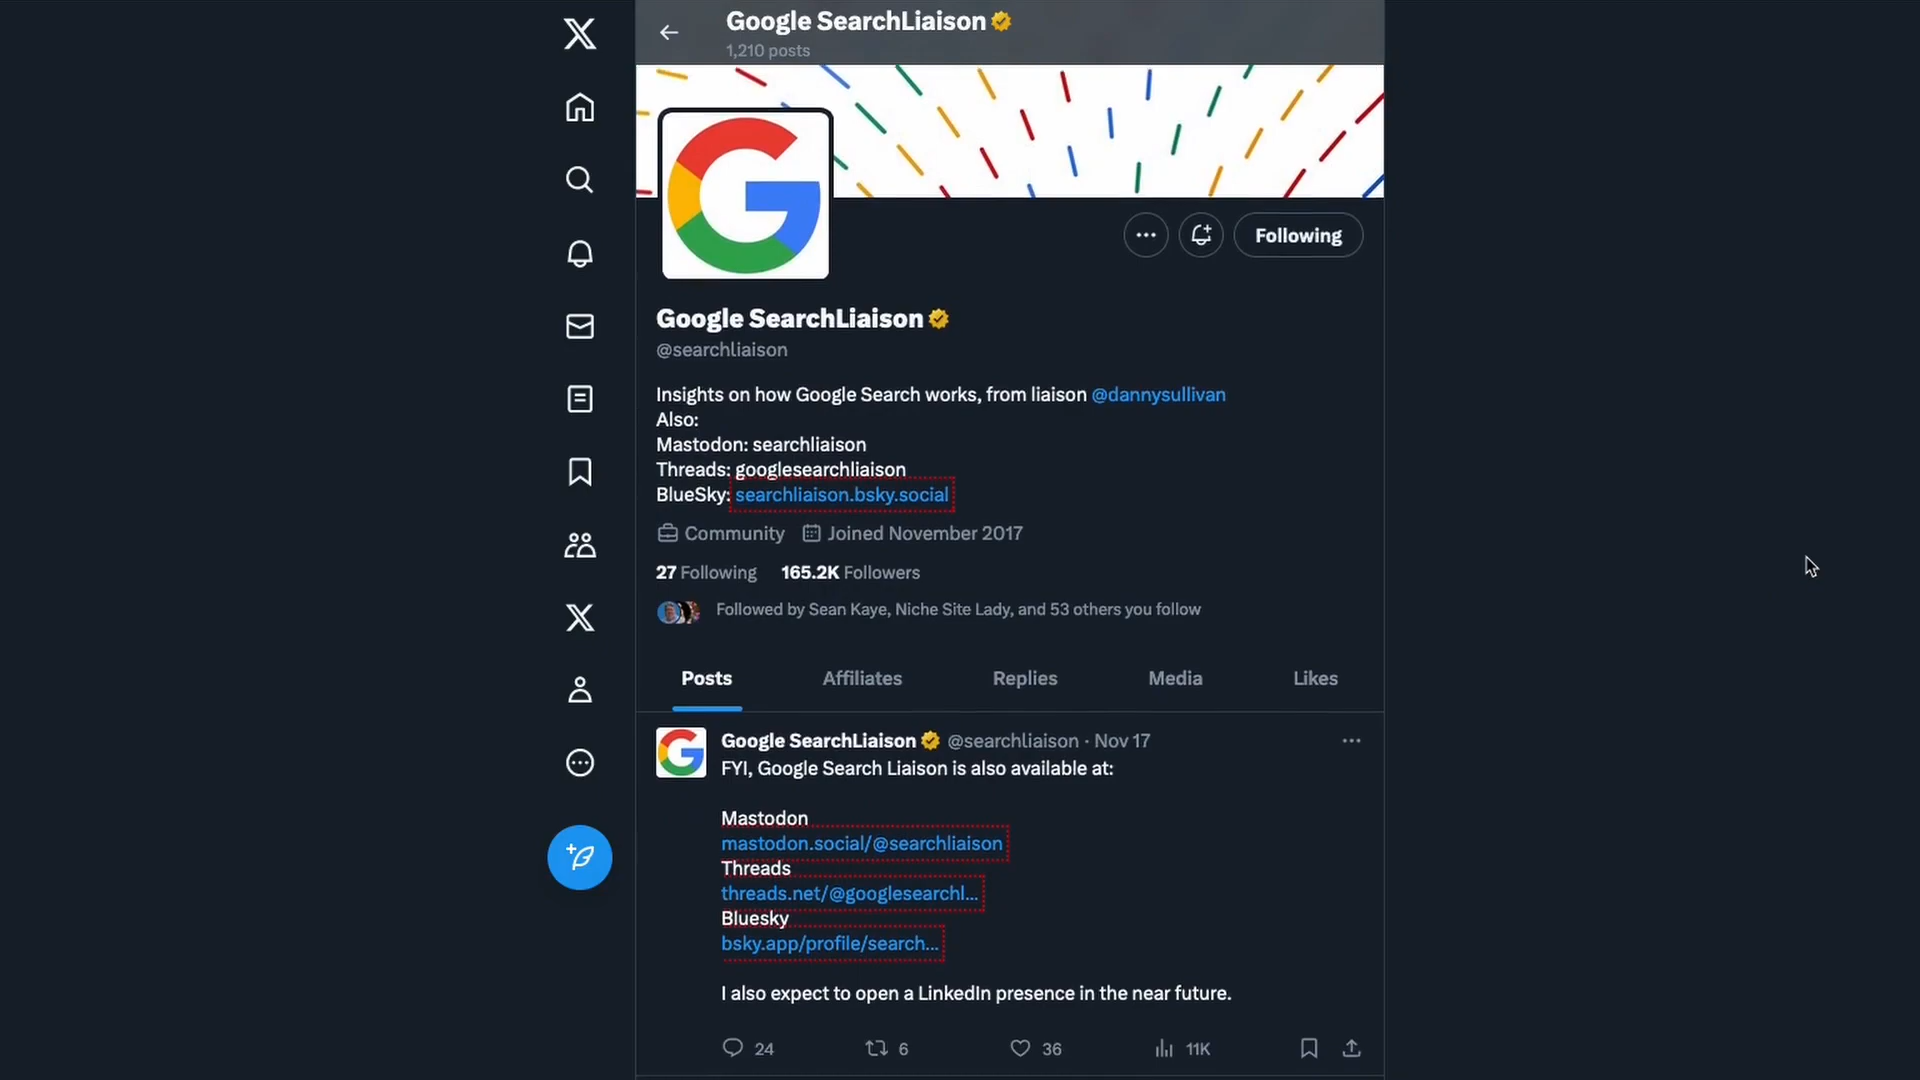 Google SearchLiaison
1,210 posts
Following
Google SearchLiaison
@searchliaison
Insights on how Google Search works, from liaison @dannysullivan
Also:
Mastodon: searchliaison
Threads: googlesearchliaison
BlueSky: searchliaison.bsky.social
Community Joined November 2017
27 Following 165.2K Followers
Followed by Sean Kaye, Niche Site Lady, and 53 others you follow
Posts Affiliates Replies Media Likes
Google SearchLiaison @searchliaison · Nov 17
FYI, Google Search Liaison is also available at:
Mastodon
mastodon.social/@searchliaison
Threads
threads.net/@googlesearchl...
Bluesky
bsky.app/profile/search...
I also expect to open a LinkedIn presence in the near future.
24 6 36 11K